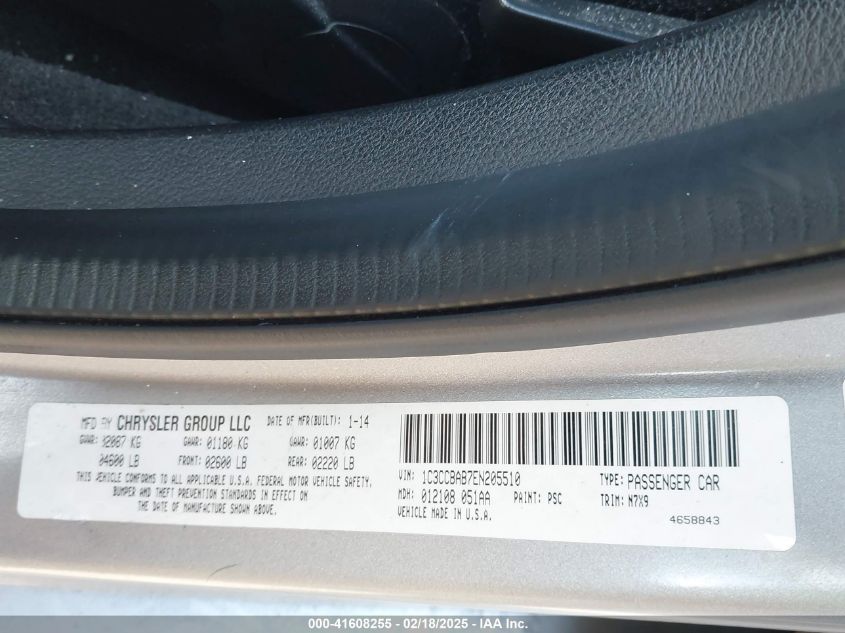 MFD BY CHRYSLER GROUP LLC DATE OF MFR(BUILT): 1-14
GVWR: 02087 KG GAWR: 01180 KG GAWR: 01007 KG
04600 LB FRONT: 02600 LB REAR: 02220 LB
THIS VEHICLE CONFORMS TO ALL APPLICABLE U.S.A. FEDERAL MOTOR VEHICLE SAFETY,
BUMPER AND THEFT PREVENTION STANDARDS IN EFFECT ON
THE DATE OF MANUFACTURE SHOWN ABOVE.
VIN: 1C3CCBAB7EN205510 TYPE: PASSENGER CAR
MDH: 012108 051AA PAINT: PSC TRIM: N7X9
VEHICLE MADE IN U.S.A. 4658843
000-41608255 - 02/18/2025 - IAA Inc.